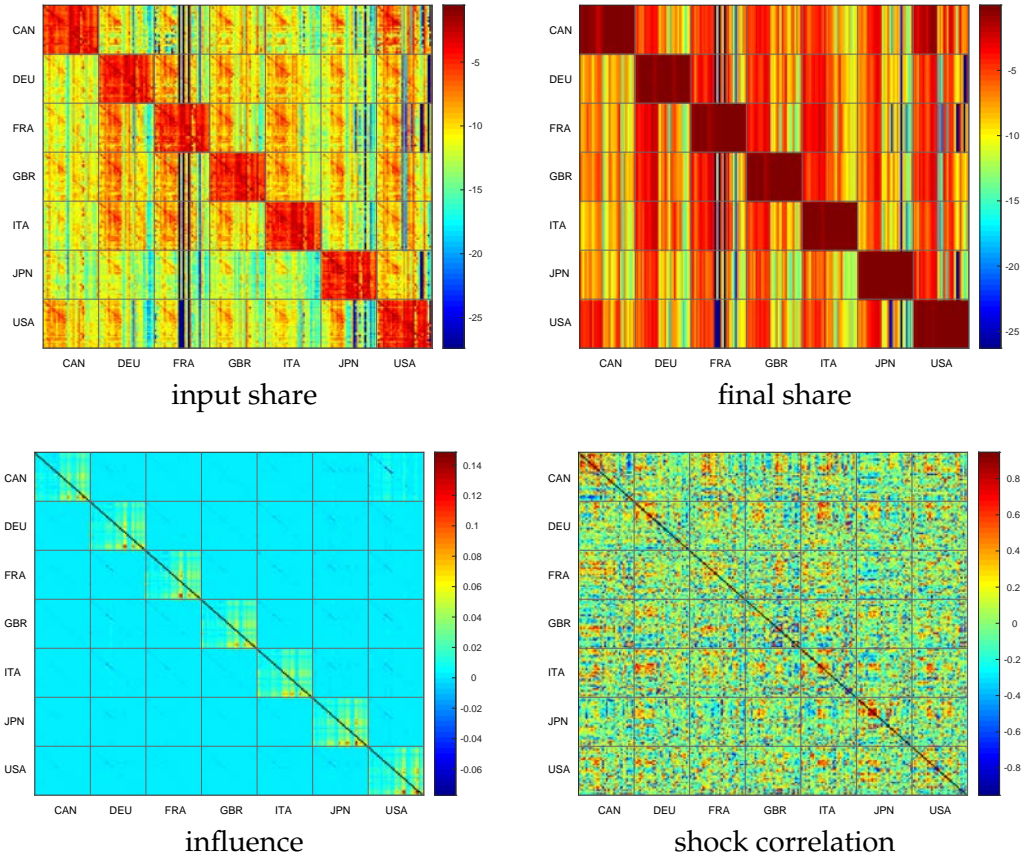 CAN
DEU
FRA
GBR
ITA
JPN
USA
CAN DEU FRA GBR ITA JPN USA
-5
-10
-15
-20
-25
input share
CAN
DEU
FRA
GBR
ITA
JPN
USA
CAN DEU FRA GBR ITA JPN USA
-5
-10
-15
-20
-25
final share
CAN
DEU
FRA
GBR
ITA
JPN
USA
CAN DEU FRA GBR ITA JPN USA
0.14
0.12
0.1
0.08
0.06
0.04
0.02
0
-0.02
-0.04
-0.06
influence
CAN
DEU
FRA
GBR
ITA
JPN
USA
CAN DEU FRA GBR ITA JPN USA
0.8
0.6
0.4
0.2
0
-0.2
-0.4
-0.6
-0.8
shock correlation